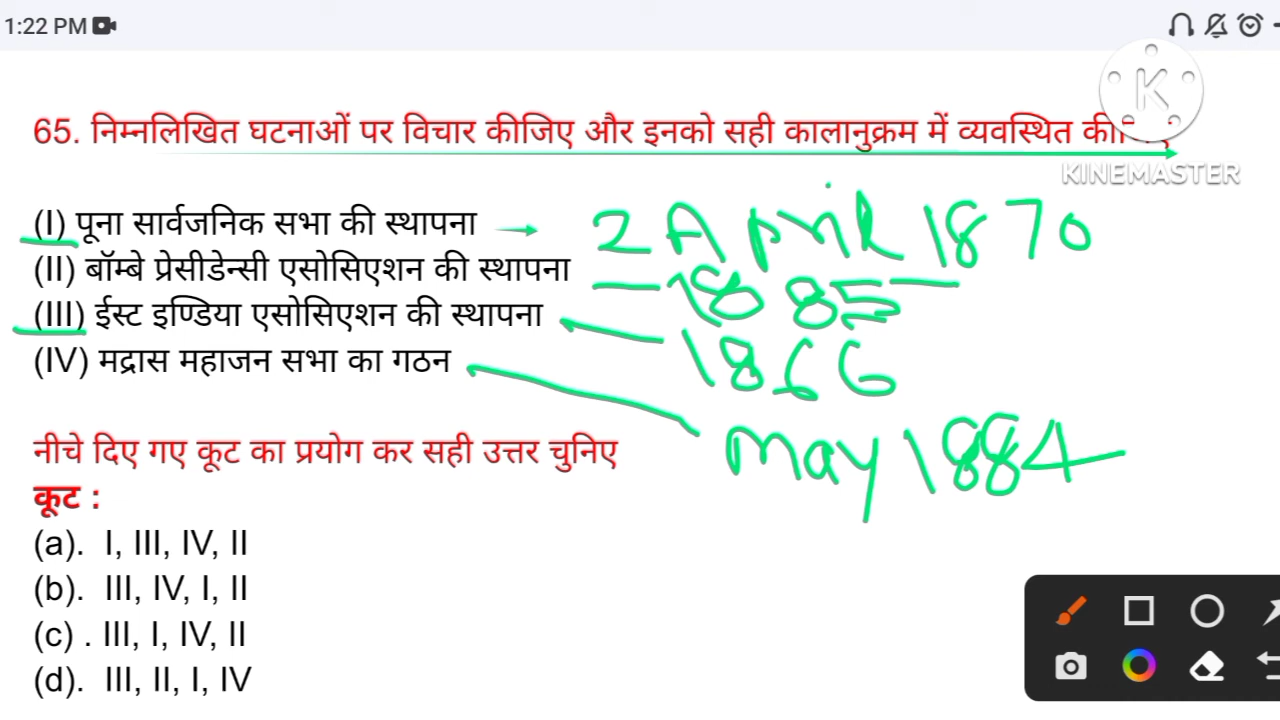 1:22 PM
65. निम्नलिखित घटनाओं पर विचार कीजिए और इनको सही कालानुक्रम में व्यवस्थित
K
KINEMASTER
(I) पूना सार्वजनिक सभा की स्थापना 2 April 1870
(II) बॉम्बे प्रेसीडेन्सी एसोसिएशन की स्थापना 1885
(III) ईस्ट इण्डिया एसोसिएशन की स्थापना 1866
(IV) मद्रास महाजन सभा का गठन may 1884
नीचे दिए गए कूट का प्रयोग कर सही उत्तर चुनिए
कूट :
(a). I, III, IV, II
(b). III, IV, I, II
(c) . III, I, IV, II
(d). III, II, I, IV